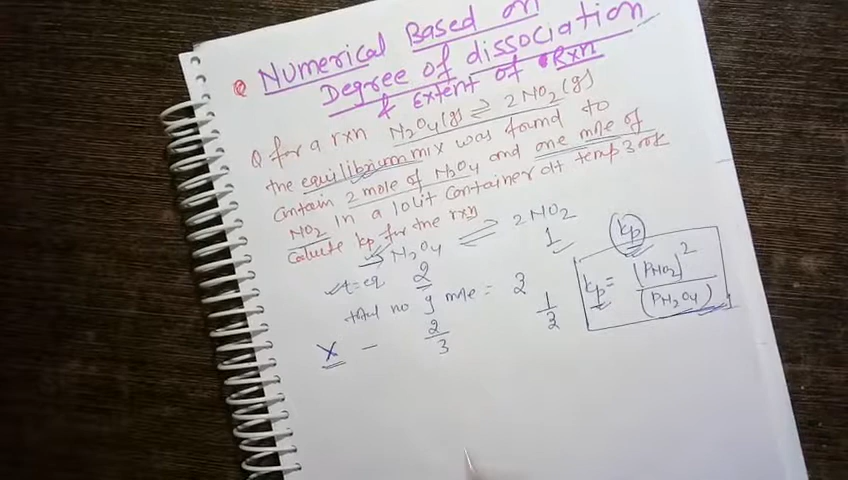 Q Numerical Based on
Degree of dissociation
& Extent of Rxn
Q for a rxn N2O4(g) ⇌ 2NO2(g)
the equilibrium mix was found to
contain 2 mole of N2O4 and one mole of
NO2 in a 10 lit container at temp 300K
calculate kp for the rxn
N2O4 ⇌ 2NO2
t=eq 2 1
total no of mole = 3
X - 2/3 1/3
kp
kp = (PNO2)^2 / (PN2O4)